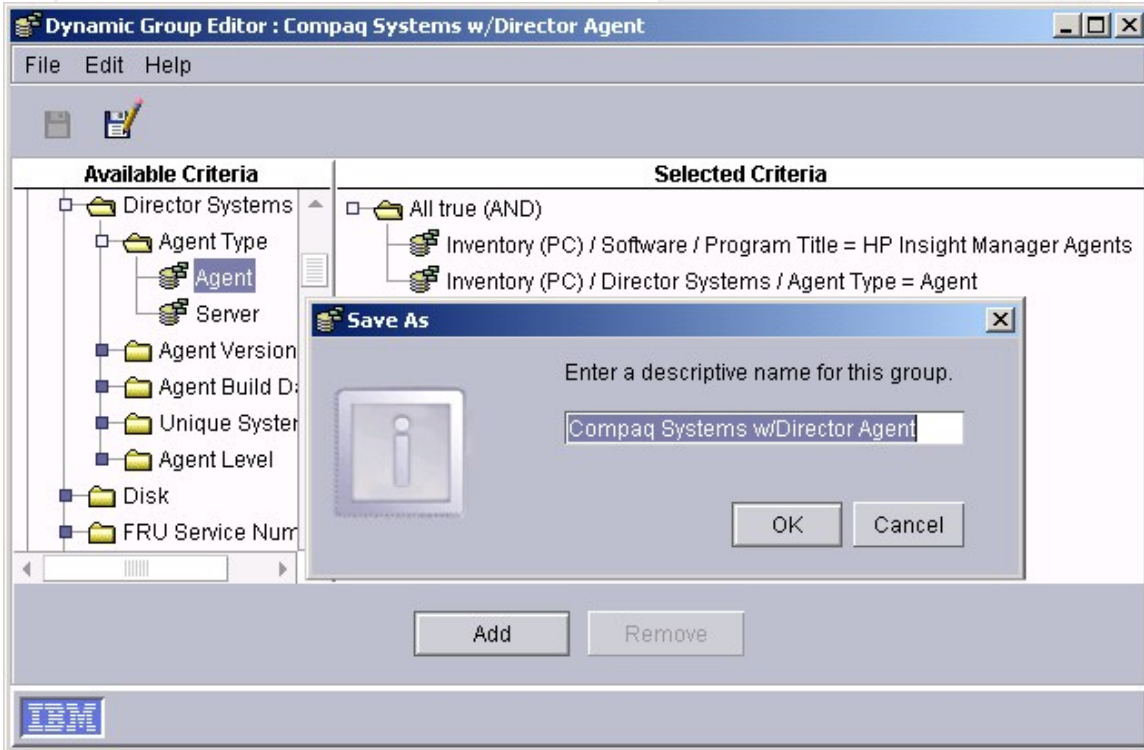 Dynamic Group Editor : Compaq Systems w/Director Agent
File Edit Help
Available Criteria
Selected Criteria
Director Systems
Agent Type
Agent
Server
Agent Version
Agent Build Da
Unique Syster
Agent Level
Disk
FRU Service Num
All true (AND)
Inventory (PC) / Software / Program Title = HP Insight Manager Agents
Inventory (PC) / Director Systems / Agent Type = Agent
Save As
Enter a descriptive name for this group.
Compaq Systems w/Director Agent
OK Cancel
Add Remove
IBM